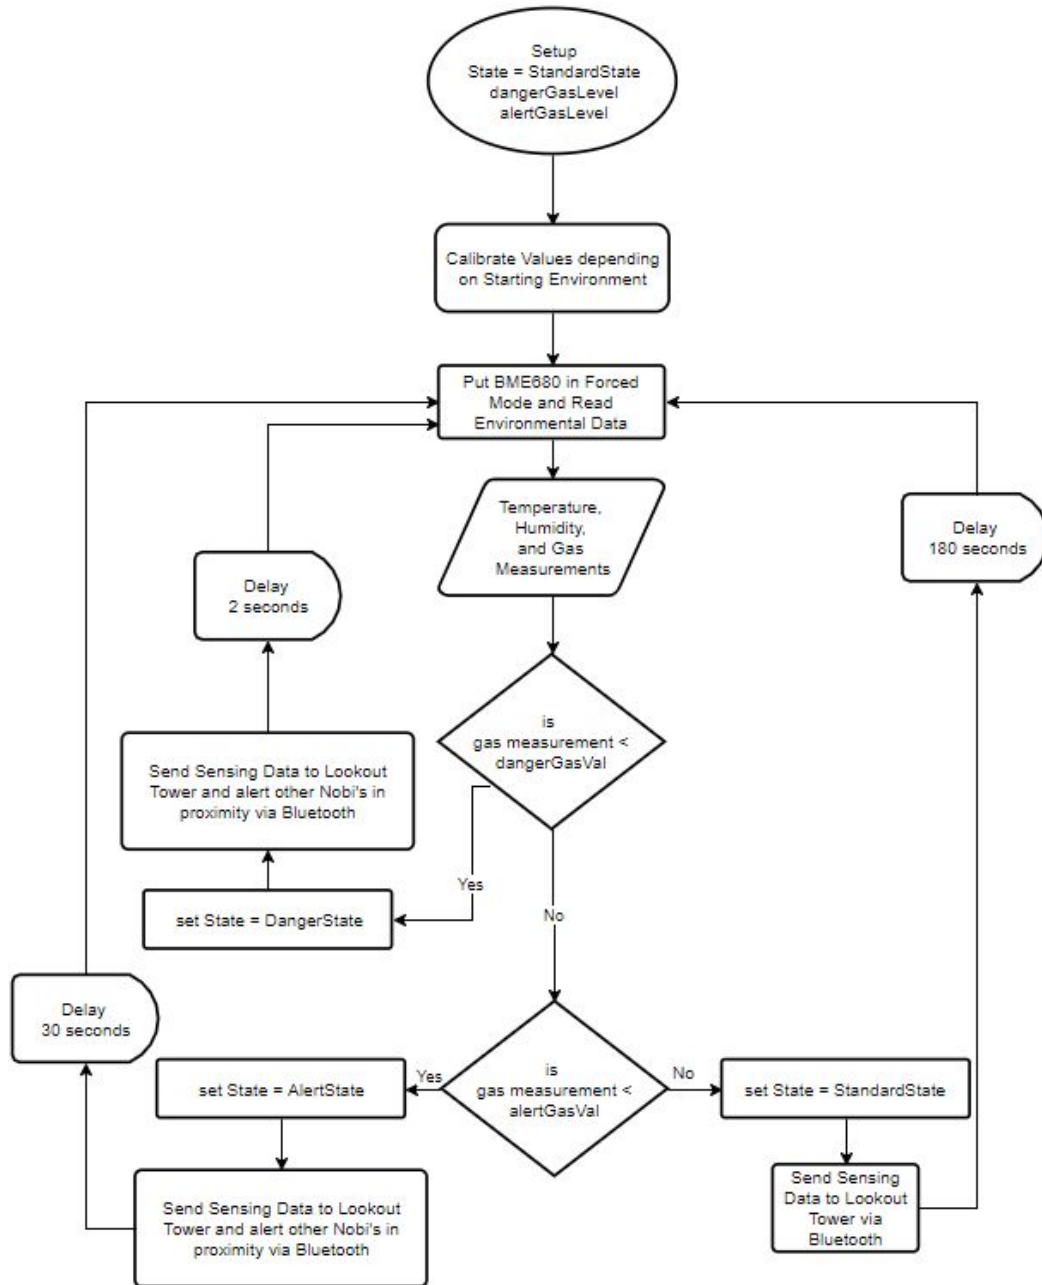 Setup
State = StandardState
dangerGasLevel
alertGasLevel
Calibrate Values depending
on Starting Environment
Put BME680 in Forced
Mode and Read
Environmental Data
Temperature,
Humidity,
and Gas
Measurements
Delay
180 seconds
Delay
2 seconds
is
gas measurement <
dangerGasVal
Send Sensing Data to Lookout
Tower and alert other Nobi's in
proximity via Bluetooth
Yes
set State = DangerState
No
Delay
30 seconds
is
gas measurement <
alertGasVal
Yes
set State = AlertState
No
set State = StandardState
Send Sensing Data to Lookout
Tower and alert other Nobi's in
proximity via Bluetooth
Send Sensing
Data to Lookout
Tower via
Bluetooth